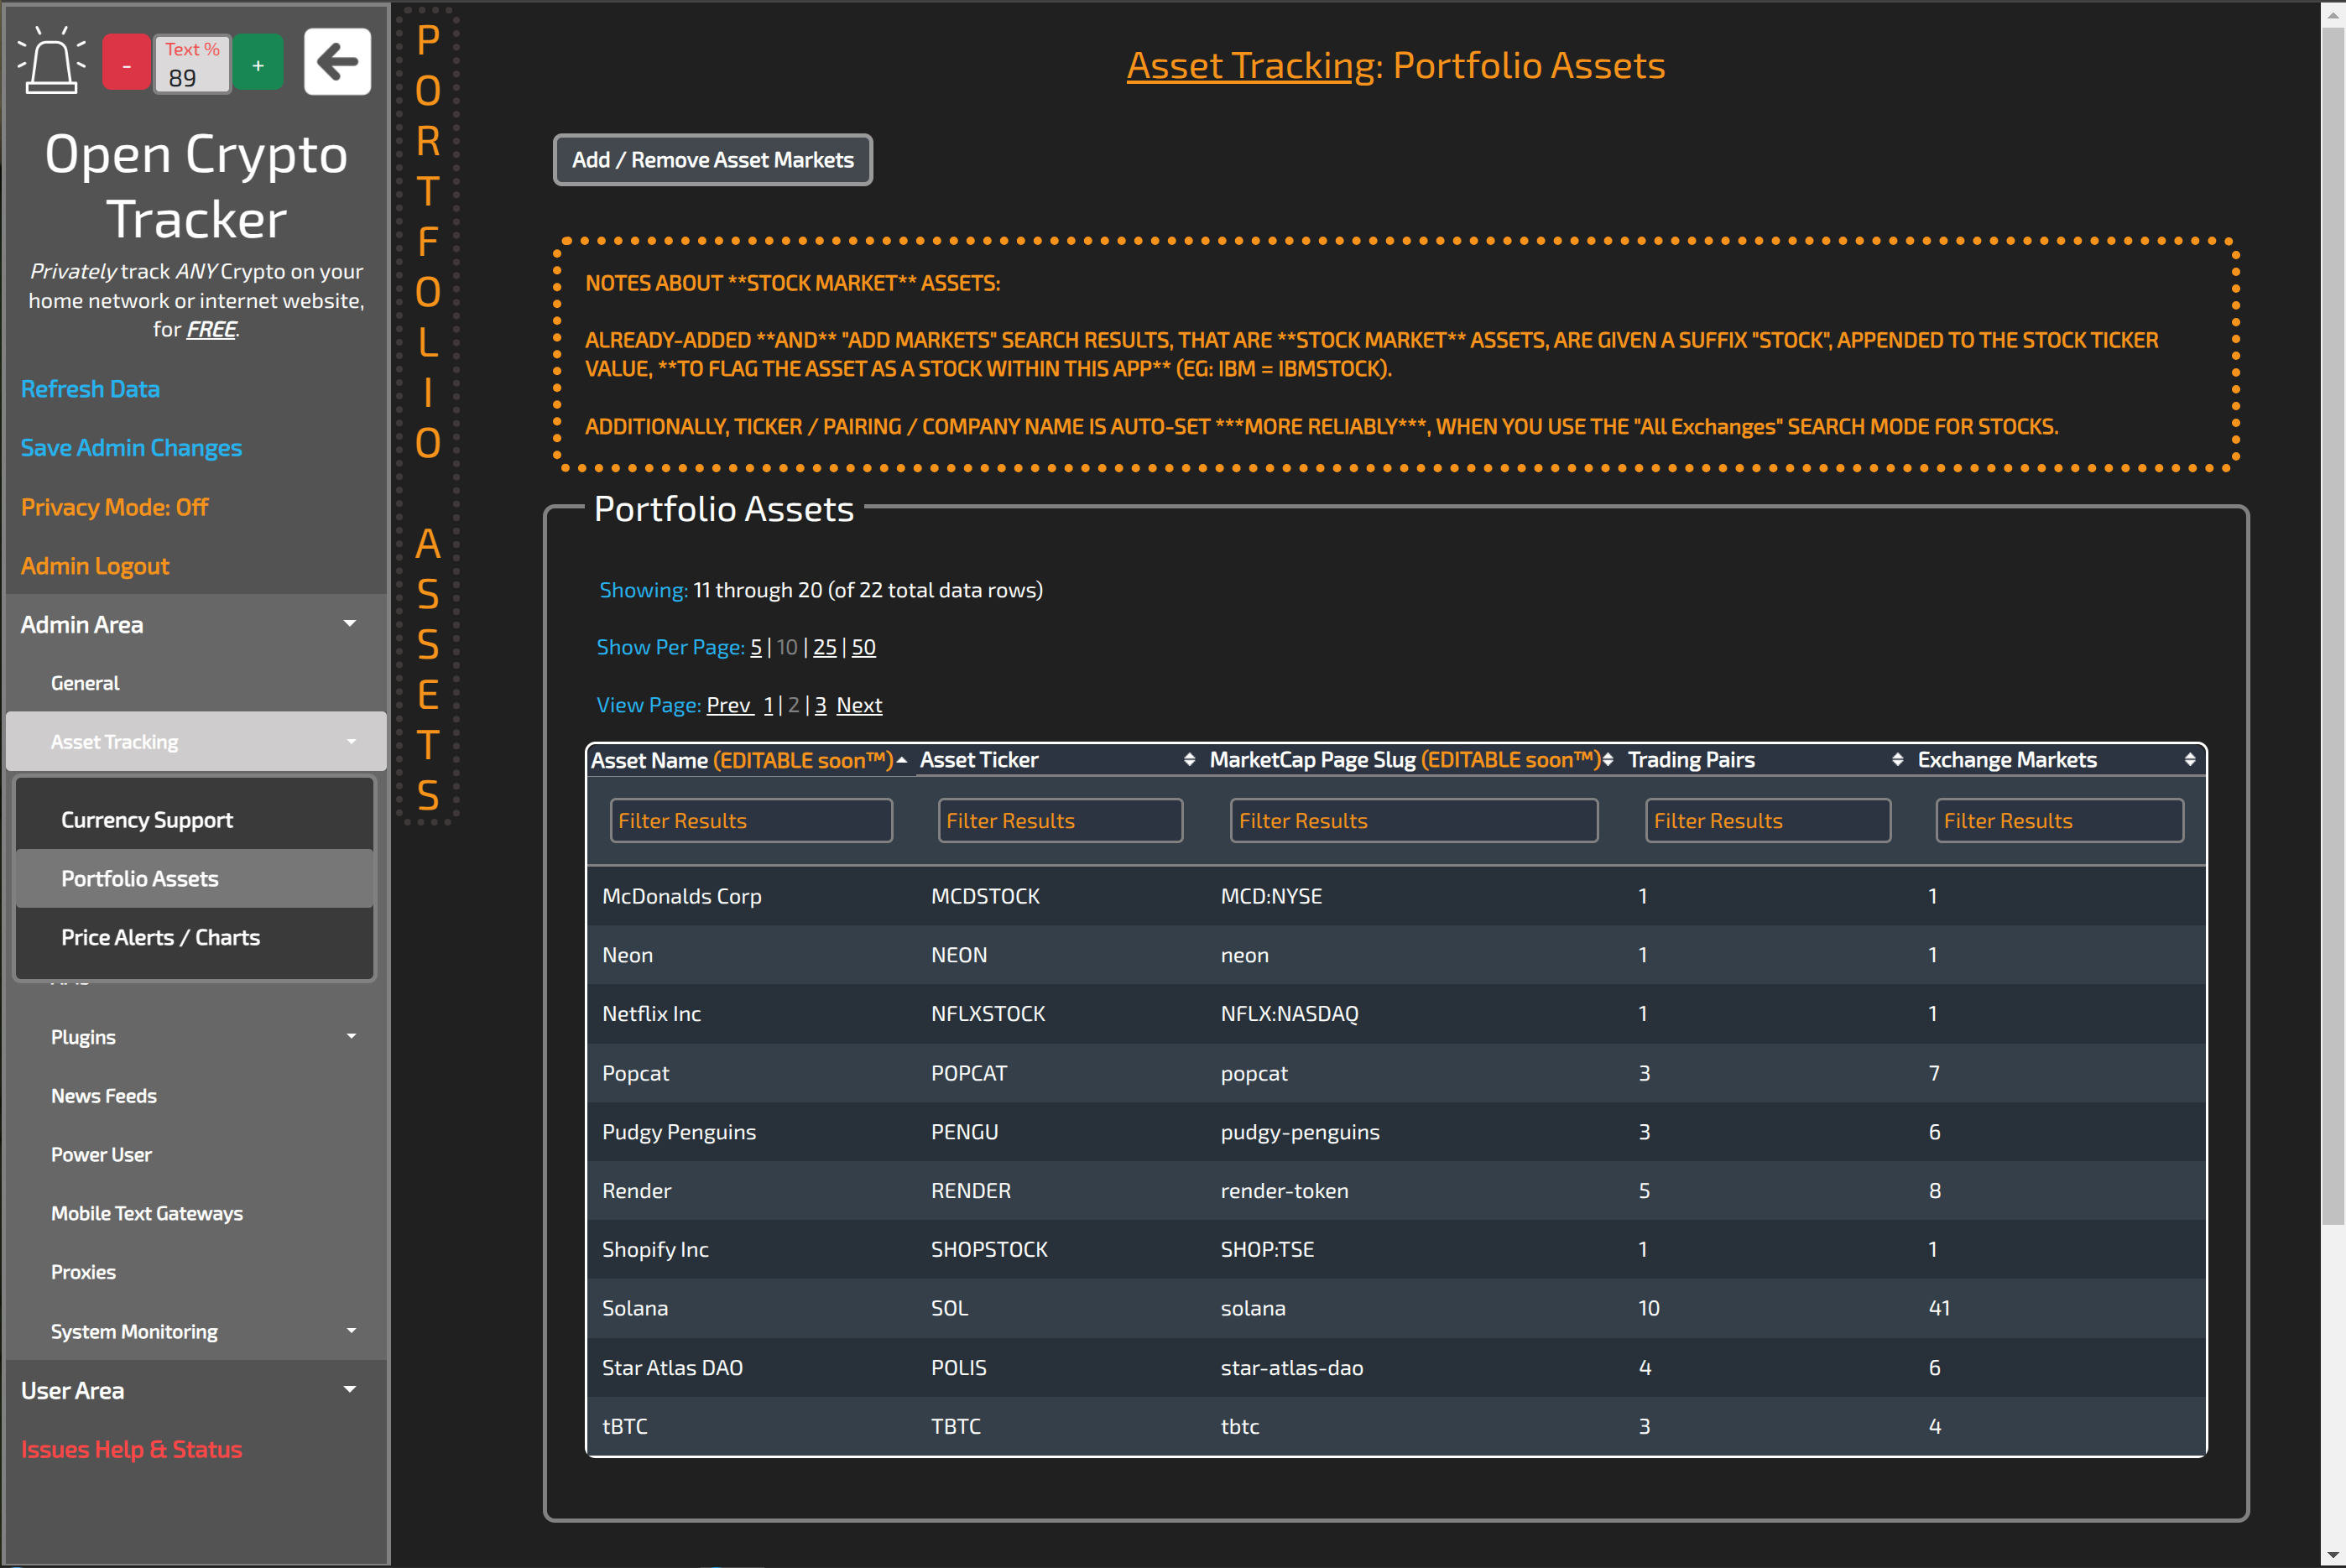 -
Text %
89
+
Open Crypto
Tracker
Privately track ANY Crypto on your
home network or internet website,
for FREE.
Refresh Data
Save Admin Changes
Privacy Mode: Off
Admin Logout
Admin Area
General
Asset Tracking
Currency Support
Portfolio Assets
Price Alerts / Charts
Plugins
News Feeds
Power User
Mobile Text Gateways
Proxies
System Monitoring
User Area
Issues Help & Status
PORTFOLIO ASSETS
Asset Tracking: Portfolio Assets
Add / Remove Asset Markets
NOTES ABOUT **STOCK MARKET** ASSETS:
ALREADY-ADDED **AND** "ADD MARKETS" SEARCH RESULTS, THAT ARE **STOCK MARKET** ASSETS, ARE GIVEN A SUFFIX "STOCK", APPENDED TO THE STOCK TICKER
VALUE, **TO FLAG THE ASSET AS A STOCK WITHIN THIS APP** (EG: IBM = IBMSTOCK).
ADDITIONALLY, TICKER / PAIRING / COMPANY NAME IS AUTO-SET ***MORE RELIABLY***, WHEN YOU USE THE "All Exchanges" SEARCH MODE FOR STOCKS.
Portfolio Assets
Showing: 11 through 20 (of 22 total data rows)
Show Per Page: 5 | 10 | 25 | 50
View Page: Prev 1 | 2 | 3 Next
Asset Name (EDITABLE soon™) Asset Ticker MarketCap Page Slug (EDITABLE soon™) Trading Pairs Exchange Markets
Filter Results Filter Results Filter Results Filter Results Filter Results
McDonalds Corp MCDSTOCK MCD:NYSE 1 1
Neon NEON neon 1 1
Netflix Inc NFLXSTOCK NFLX:NASDAQ 1 1
Popcat POPCAT popcat 3 7
Pudgy Penguins PENGU pudgy-penguins 3 6
Render RENDER render-token 5 8
Shopify Inc SHOPSTOCK SHOP:TSE 1 1
Solana SOL solana 10 41
Star Atlas DAO POLIS star-atlas-dao 4 6
tBTC TBTC tbtc 3 4